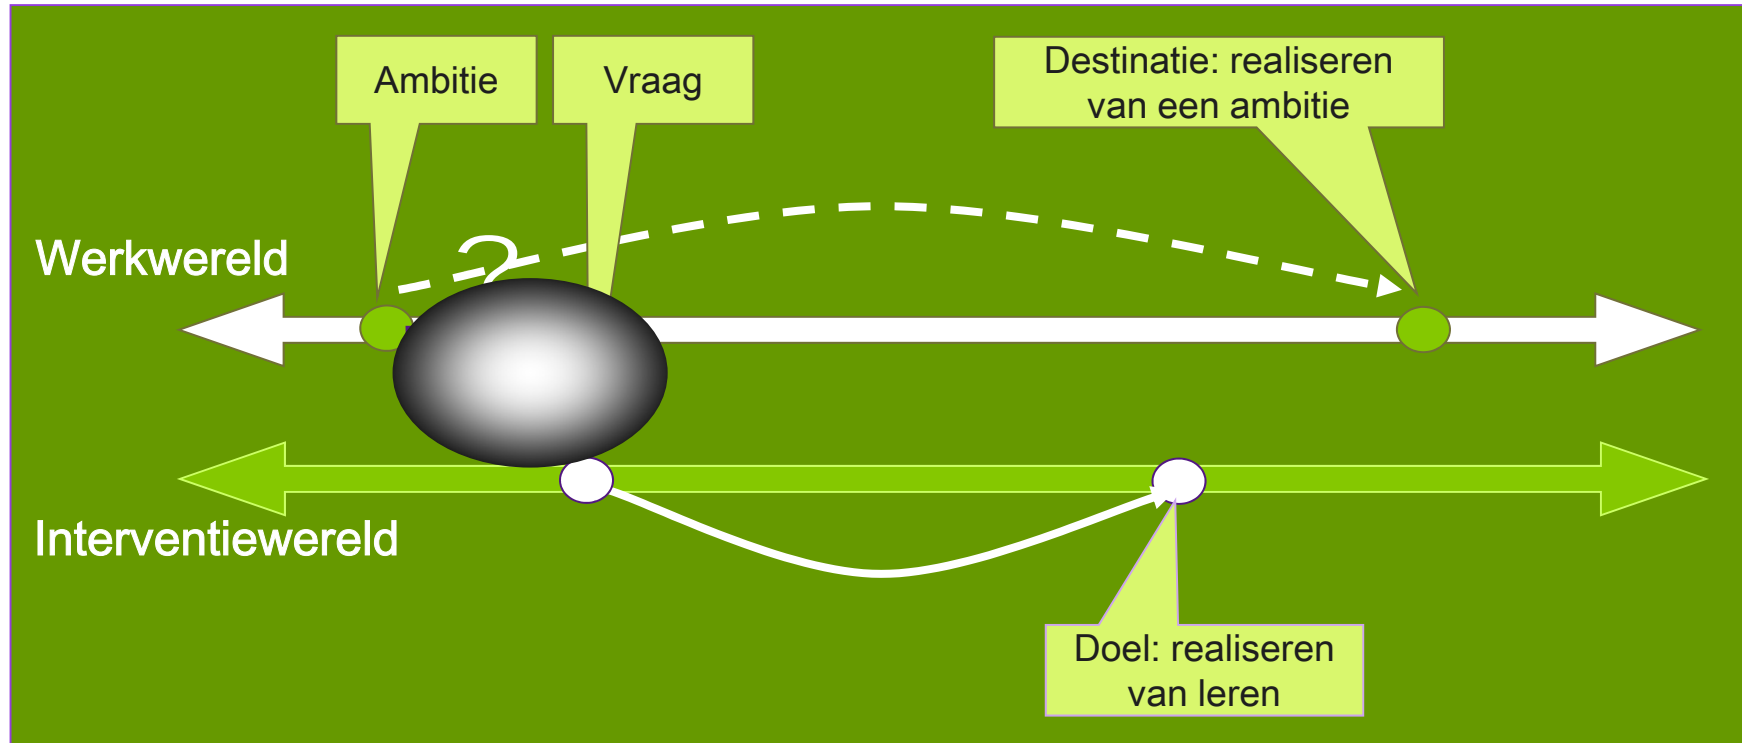 Ambitie
Vraag
Destinatie: realiseren
van een ambitie
Werkwereld
?
Interventiewereld
Doel: realiseren
van leren